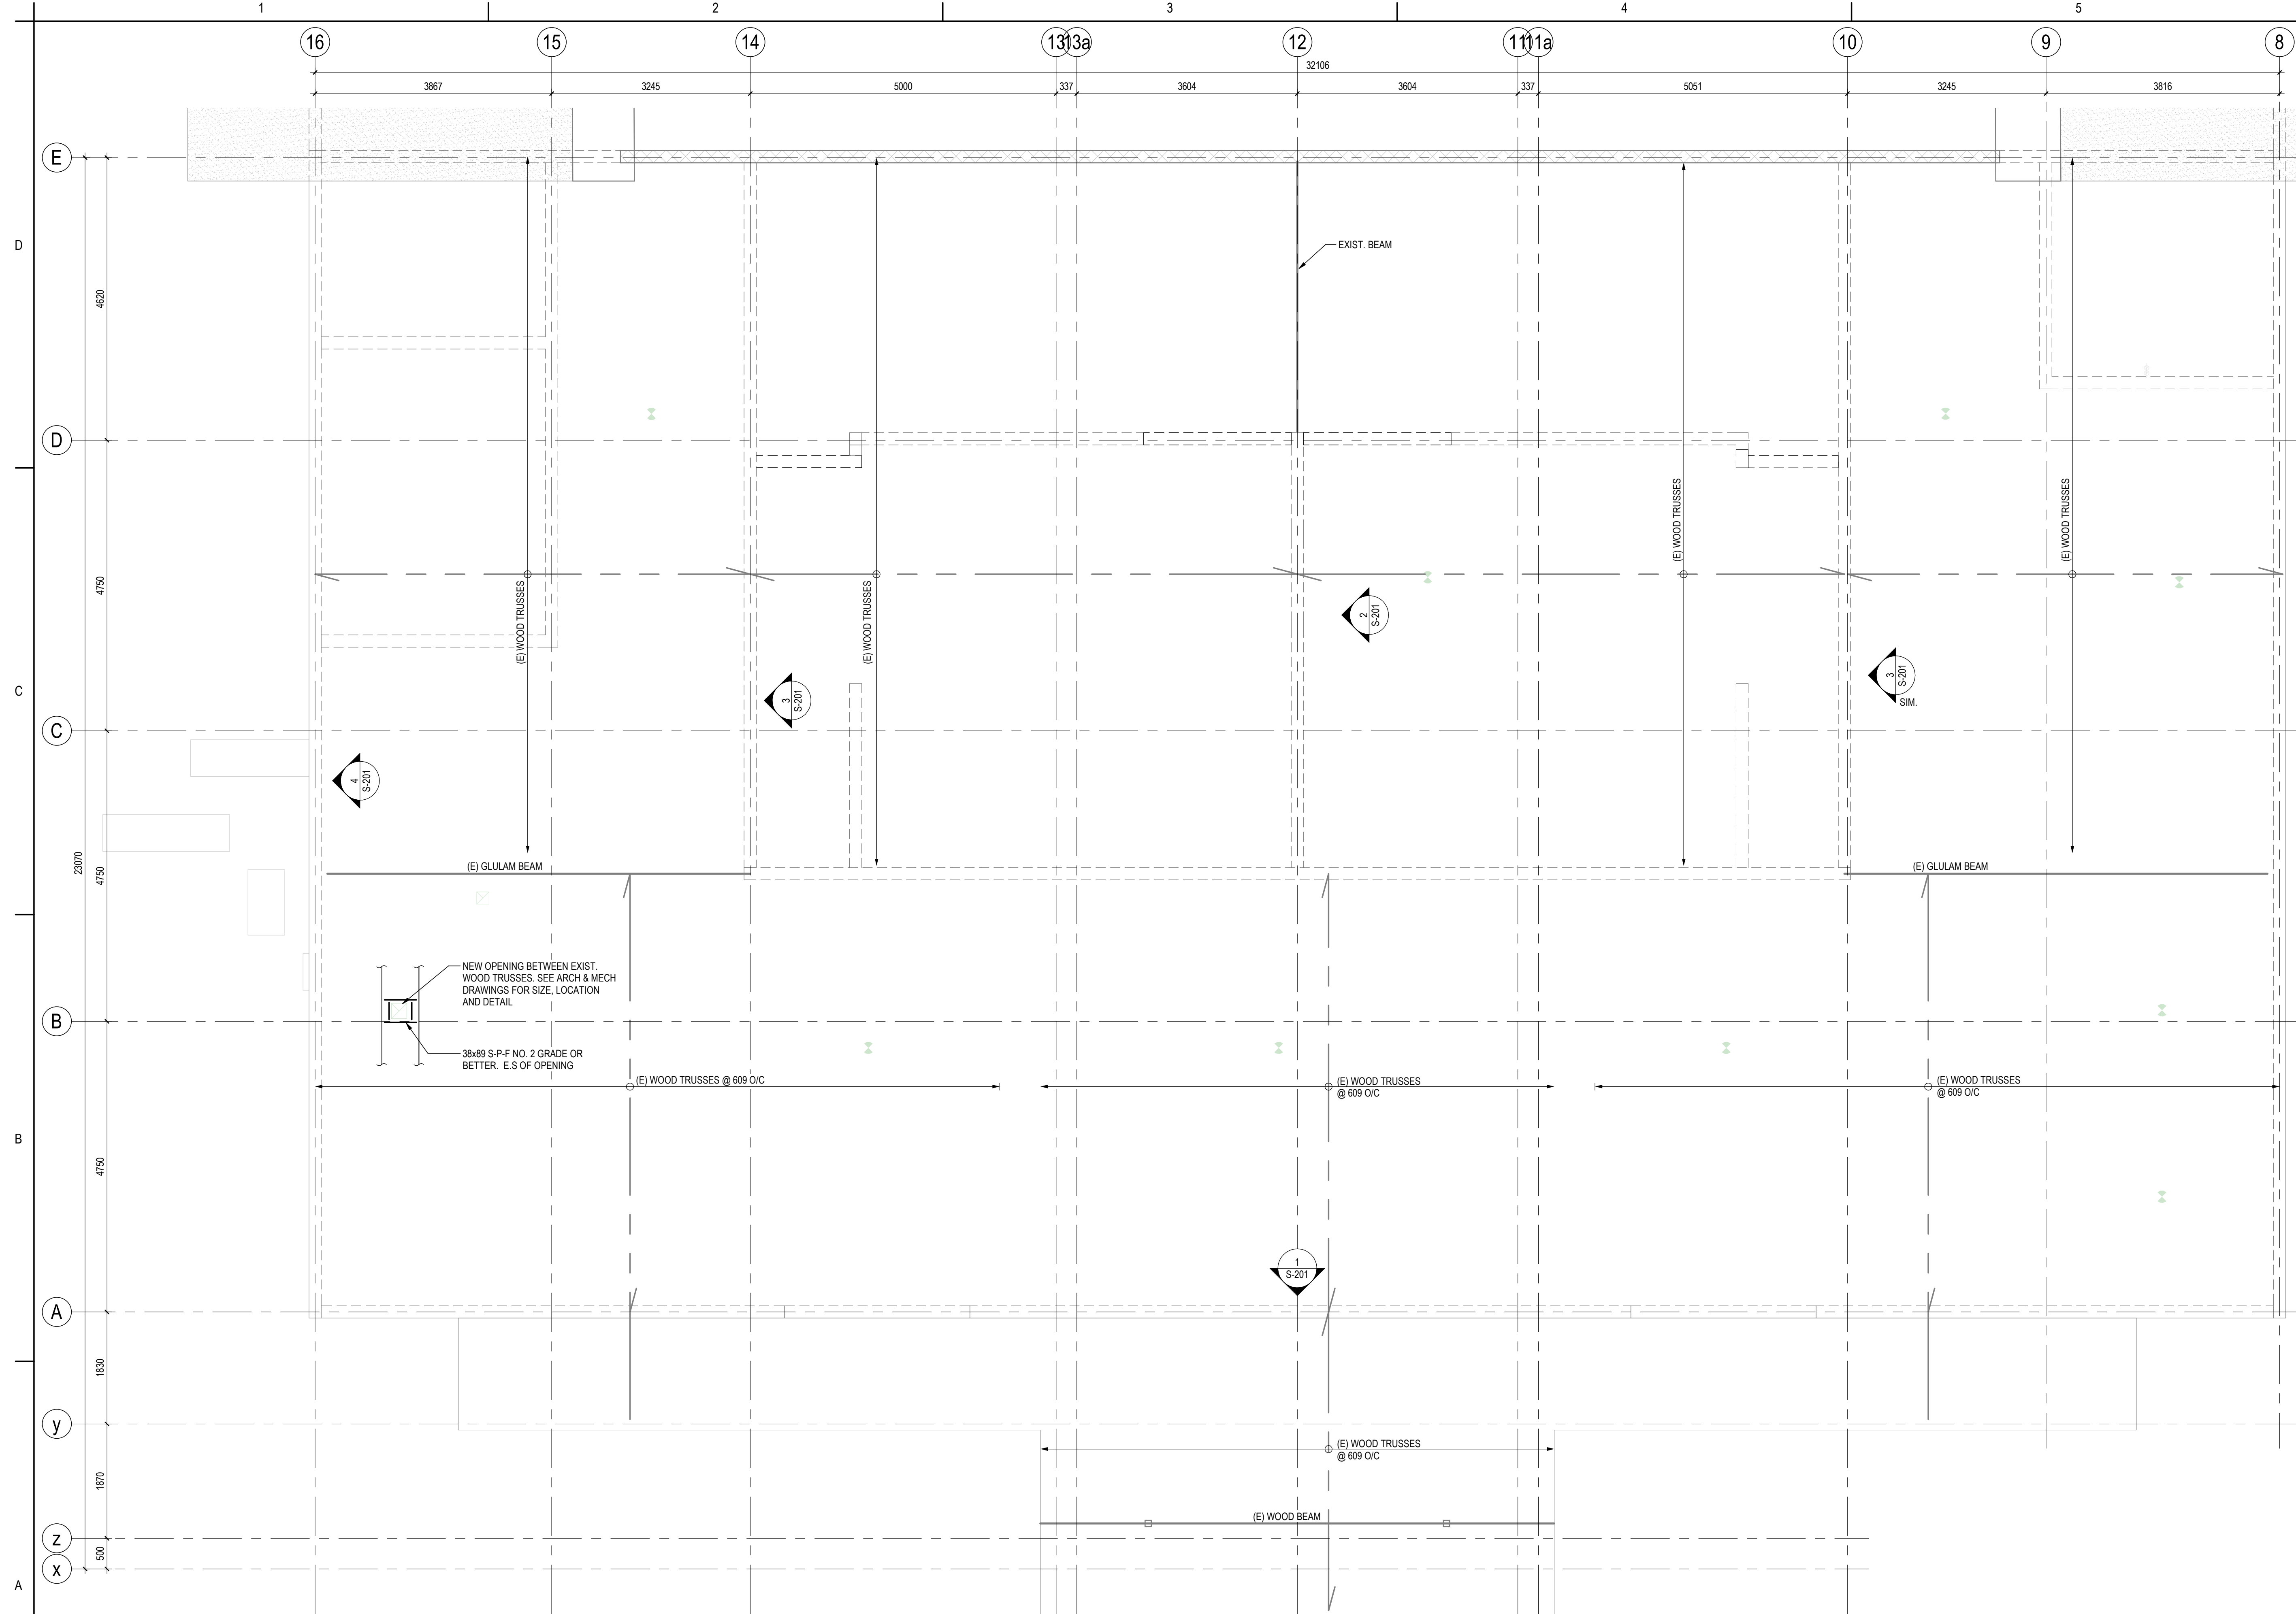 1
2
3
4
5
16
15
14
13
13a
12
11
11a
10
9
8
32106
3867
3245
5000
337
3604
3604
337
5051
3245
3816
E
D
EXIST. BEAM
4620
D
(E) WOOD TRUSSES
(E) WOOD TRUSSES
(E) WOOD TRUSSES
(E) WOOD TRUSSES
4750
2
S-201
3
S-201
3
S-201
SIM.
C
C
4
S-201
23070
4750
(E) GLULAM BEAM
(E) GLULAM BEAM
NEW OPENING BETWEEN EXIST.
WOOD TRUSSES. SEE ARCH & MECH
DRAWINGS FOR SIZE, LOCATION
AND DETAIL
B
38x89 S-P-F NO. 2 GRADE OR
BETTER. E.S OF OPENING
(E) WOOD TRUSSES @ 609 O/C
(E) WOOD TRUSSES
@ 609 O/C
(E) WOOD TRUSSES
@ 609 O/C
B
4750
1
S-201
A
1830
y
(E) WOOD TRUSSES
@ 609 O/C
1870
(E) WOOD BEAM
z
500
x
A